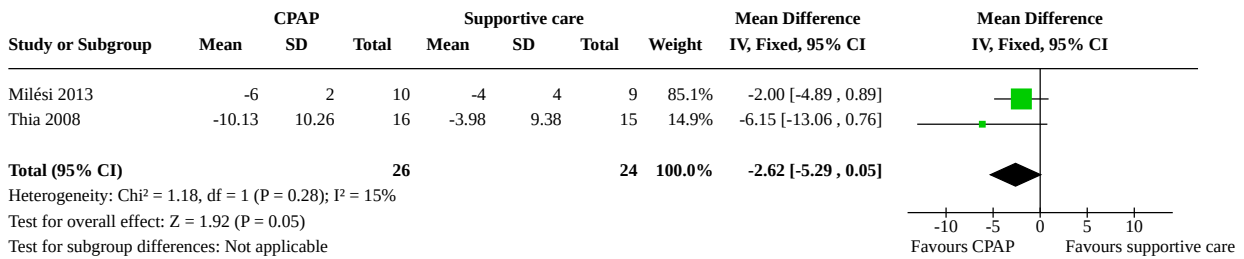 CPAP Supportive care Mean Difference Mean Difference
Study or Subgroup Mean SD Total Mean SD Total Weight IV, Fixed, 95% CI IV, Fixed, 95% CI
Milési 2013 -6 2 10 -4 4 9 85.1% -2.00 [-4.89 , 0.89]
Thia 2008 -10.13 10.26 16 -3.98 9.38 15 14.9% -6.15 [-13.06 , 0.76]
Total (95% CI) 26 24 100.0% -2.62 [-5.29 , 0.05]
Heterogeneity: Chi² = 1.18, df = 1 (P = 0.28); I² = 15%
Test for overall effect: Z = 1.92 (P = 0.05)
Test for subgroup differences: Not applicable
-10 -5 0 5 10
Favours CPAP Favours supportive care